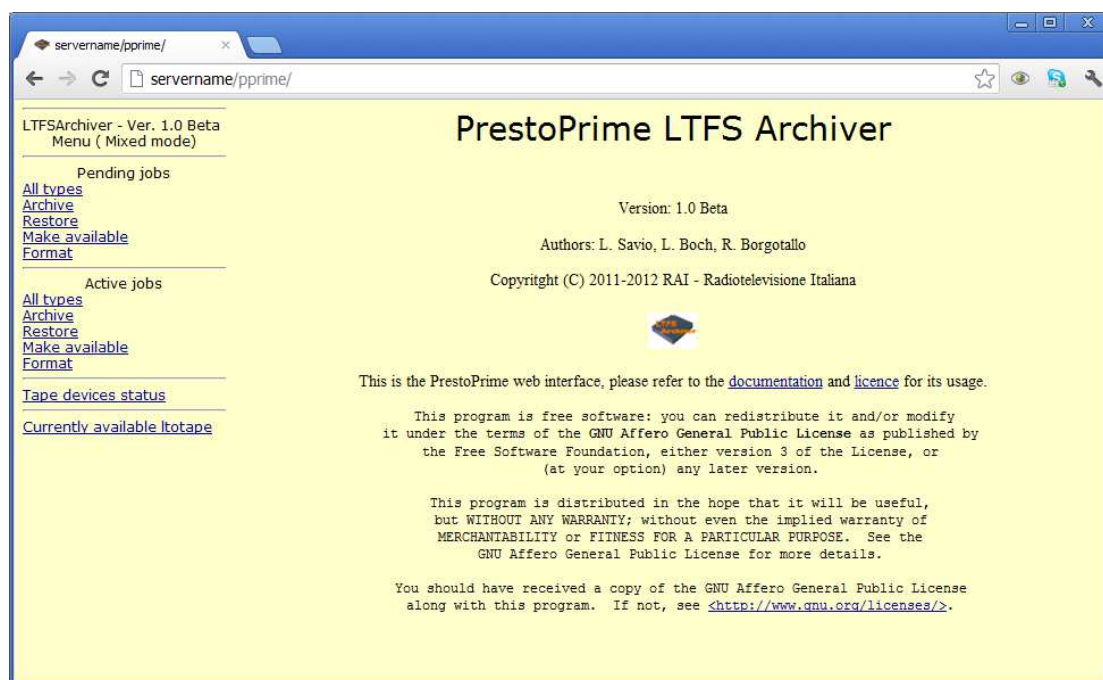 servername/pprime/
servername/pprime/
LTFSArchiver - Ver. 1.0 Beta
Menu ( Mixed mode)
Pending jobs
All types
Archive
Restore
Make available
Format
Active jobs
All types
Archive
Restore
Make available
Format
Tape devices status
Currently available ltotape
PrestoPrime LTFS Archiver
Version: 1.0 Beta
Authors: L. Savio, L. Boch, R. Borgotallo
Copyritght (C) 2011-2012 RAI - Radiotelevisione Italiana
LTFS
Archiver
This is the PrestoPrime web interface, please refer to the documentation and licence for its usage.
This program is free software: you can redistribute it and/or modify
it under the terms of the GNU Affero General Public License as published by
the Free Software Foundation, either version 3 of the License, or
(at your option) any later version.
This program is distributed in the hope that it will be useful,
but WITHOUT ANY WARRANTY; without even the implied warranty of
MERCHANTABILITY or FITNESS FOR A PARTICULAR PURPOSE.  See the
GNU Affero General Public License for more details.
You should have received a copy of the GNU Affero General Public License
along with this program.  If not, see <http://www.gnu.org/licenses/>.